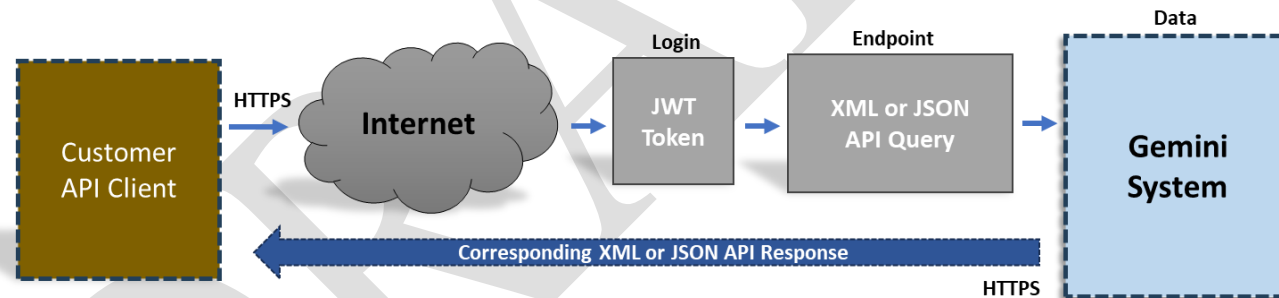 Data
Login
Endpoint
HTTPS
Customer
API Client
Internet
JWT
Token
XML or JSON
API Query
Gemini
System
Corresponding XML or JSON API Response
HTTPS